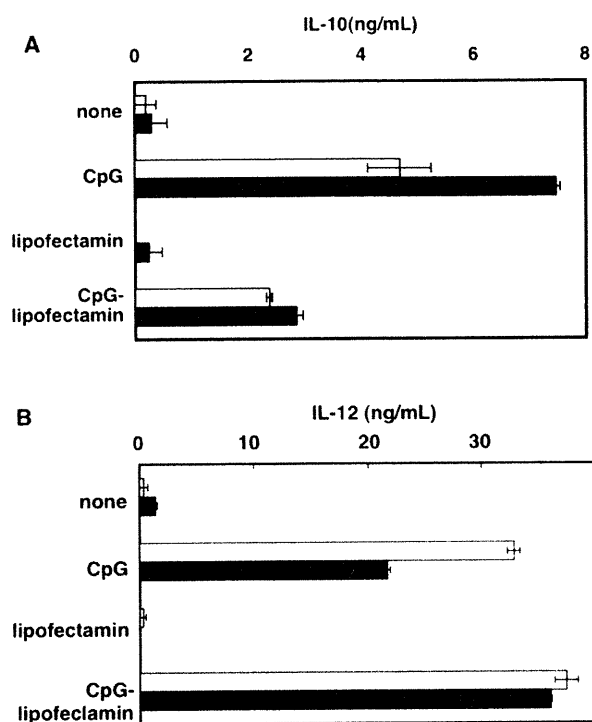 A
IL-10(ng/mL)
0 2 4 6 8
none
CpG
lipofectamin
CpG-
lipofectamin
B
IL-12 (ng/mL)
0 10 20 30
none
CpG
lipofectamin
CpG-
lipofeclamin